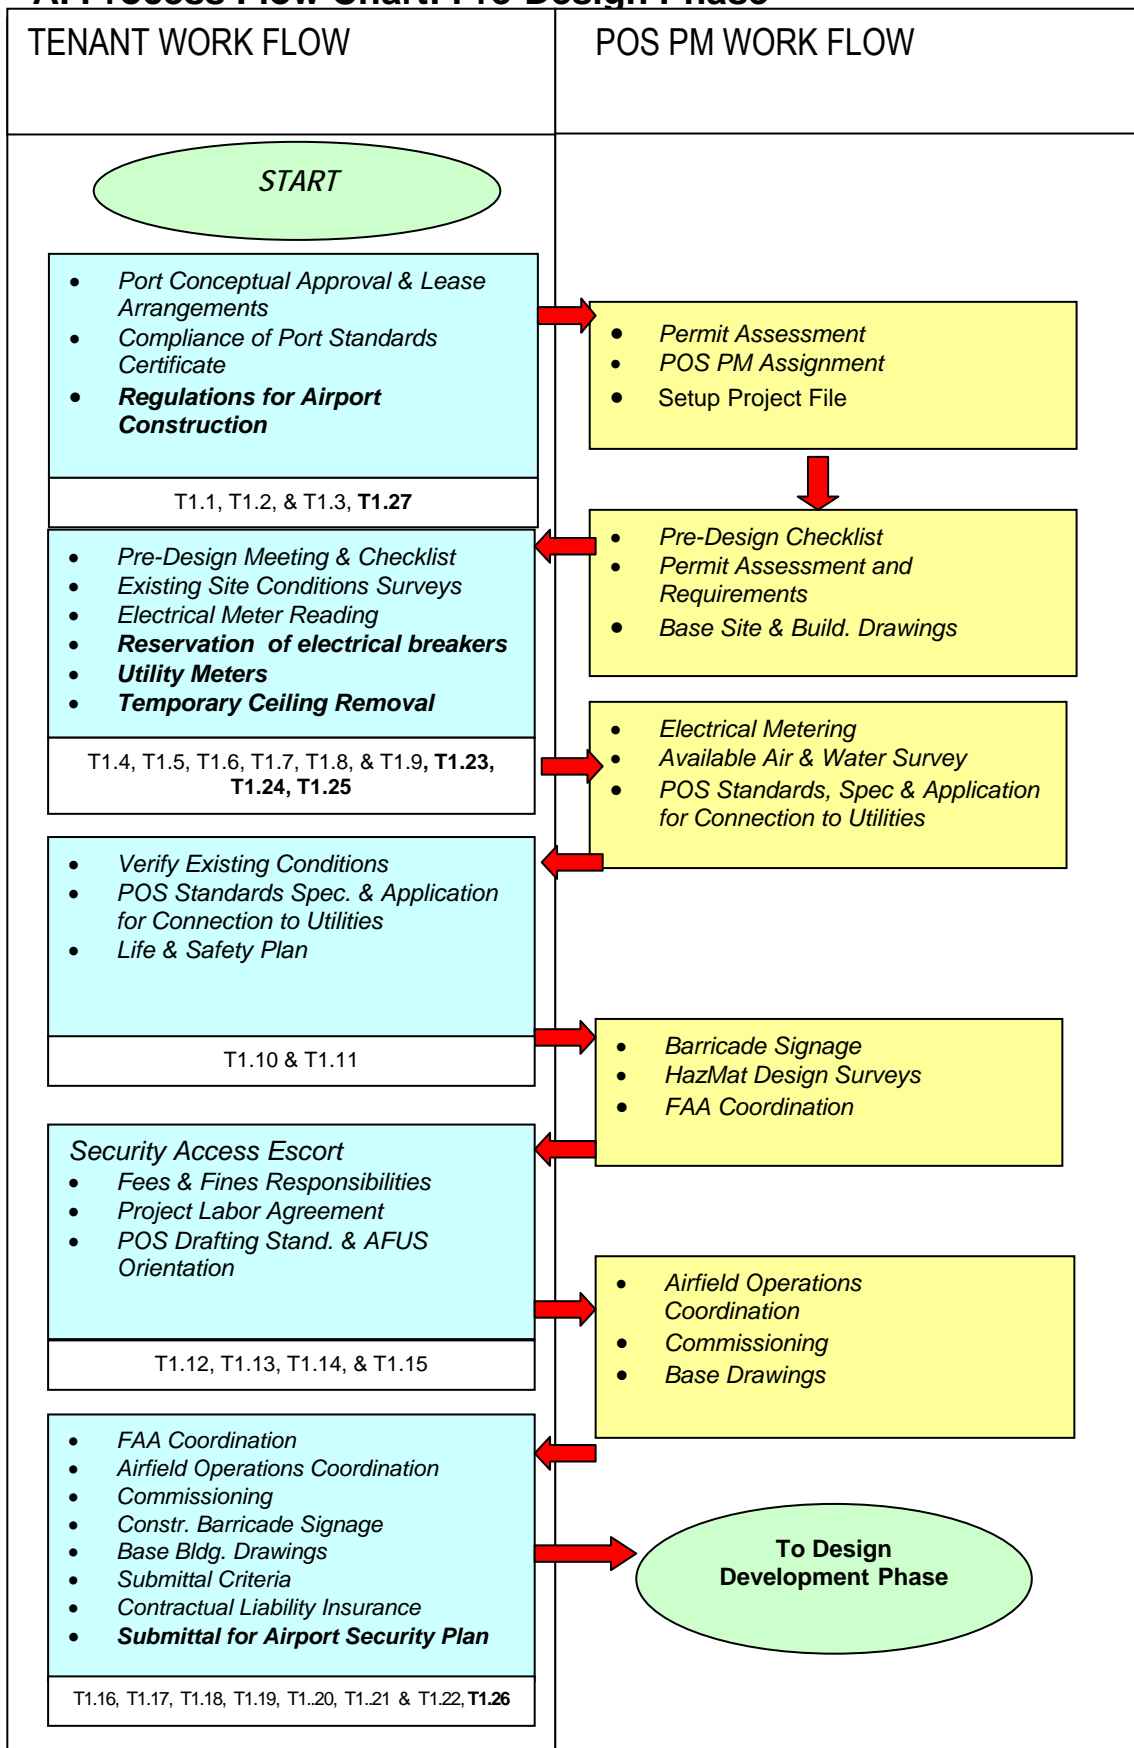 A. Process Flow Chart: Pre-Design Phase
TENANT WORK FLOW
POS PM WORK FLOW
START
• Port Conceptual Approval & Lease
Arrangements
• Compliance of Port Standards
Certificate
• Regulations for Airport
Construction
T1.1, T1.2, & T1.3, T1.27
• Permit Assessment
• POS PM Assignment
• Setup Project File
• Pre-Design Checklist
• Permit Assessment and
Requirements
• Base Site & Build. Drawings
• Pre-Design Meeting & Checklist
• Existing Site Conditions Surveys
• Electrical Meter Reading
• Reservation of electrical breakers
• Utility Meters
• Temporary Ceiling Removal
T1.4, T1.5, T1.6, T1.7, T1.8, & T1.9, T1.23,
T1.24, T1.25
• Electrical Metering
• Available Air & Water Survey
• POS Standards, Spec & Application
for Connection to Utilities
• Verify Existing Conditions
• POS Standards Spec. & Application
for Connection to Utilities
• Life & Safety Plan
T1.10 & T1.11
• Barricade Signage
• HazMat Design Surveys
• FAA Coordination
Security Access Escort
• Fees & Fines Responsibilities
• Project Labor Agreement
• POS Drafting Stand. & AFUS
Orientation
T1.12, T1.13, T1.14, & T1.15
• Airfield Operations
Coordination
• Commissioning
• Base Drawings
• FAA Coordination
• Airfield Operations Coordination
• Commissioning
• Constr. Barricade Signage
• Base Bldg. Drawings
• Submittal Criteria
• Contractual Liability Insurance
• Submittal for Airport Security Plan
T1.16, T1.17, T1.18, T1.19, T1..20, T1..21 & T1.22, T1.26
To Design
Development Phase